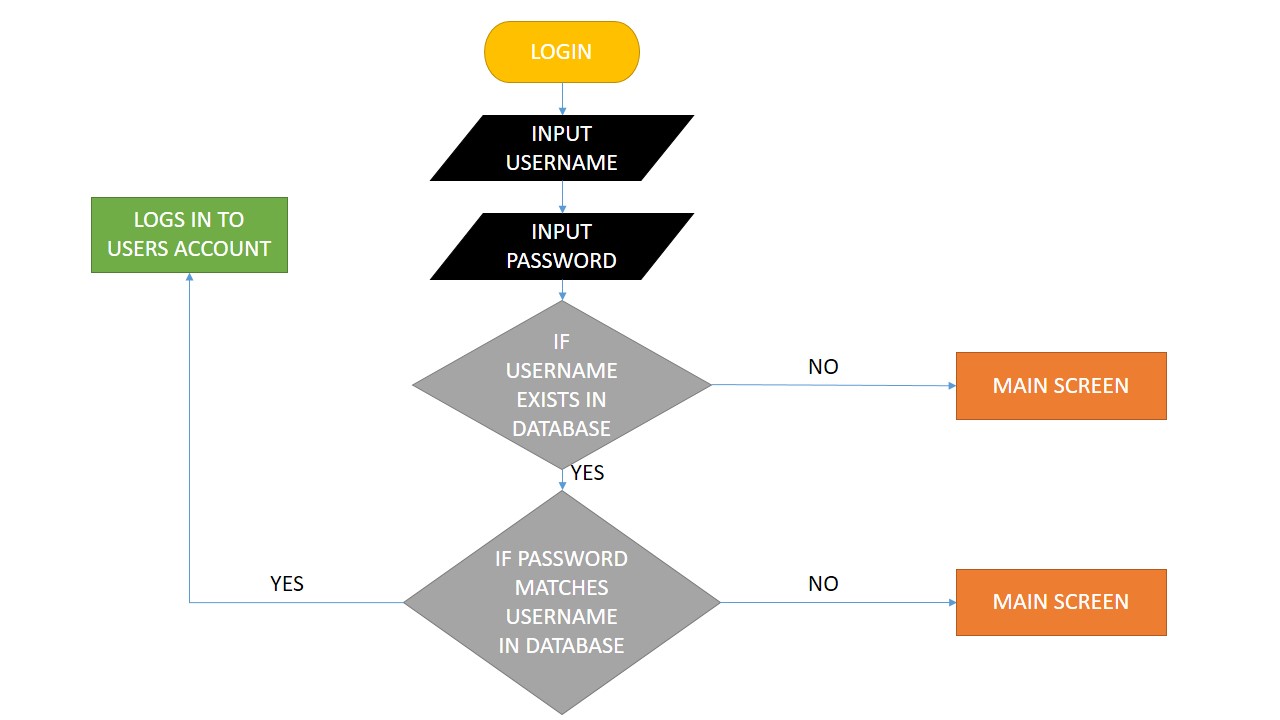 LOGIN
INPUT
USERNAME
INPUT
PASSWORD
LOGS IN TO
USERS ACCOUNT
IF
USERNAME
EXISTS IN
DATABASE
NO
MAIN SCREEN
YES
IF PASSWORD
MATCHES
USERNAME
IN DATABASE
YES
NO
MAIN SCREEN